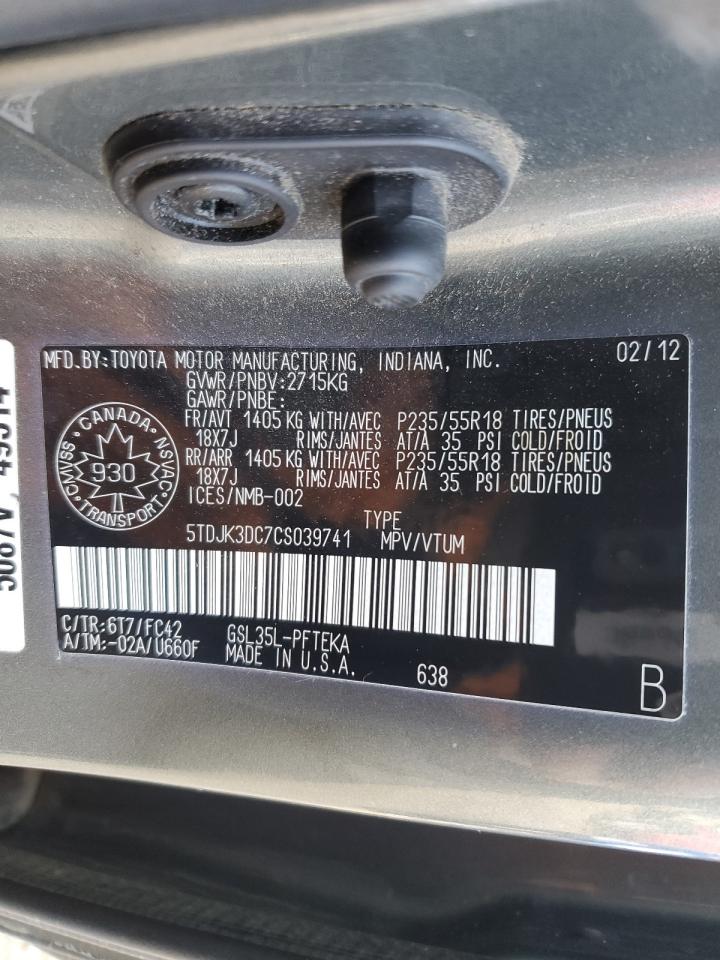 MFD.BY:TOYOTA MOTOR MANUFACTURING, INDIANA, INC. 02/12
GVWR/PNBV:2715KG
GAWR/PNBE:
FR/AVT 1405 KG WITH/AVEC P235/55R18 TIRES/PNEUS
18X7J RIMS/JANTES AT/A 35 PSI COLD/FROID
RR/ARR 1405 KG WITH/AVEC P235/55R18 TIRES/PNEUS
18X7J RIMS/JANTES AT/A 35 PSI COLD/FROID
ICES/NMB-002
CANADA
CMVSS NSVAC
930
TRANSPORT
TYPE
5TDJK3DC7CS039741 MPV/VTUM
C/TR:6T7/FC42 GSL35L-PFTEKA
A/TM:-02A/U660F MADE IN U.S.A. 638
B